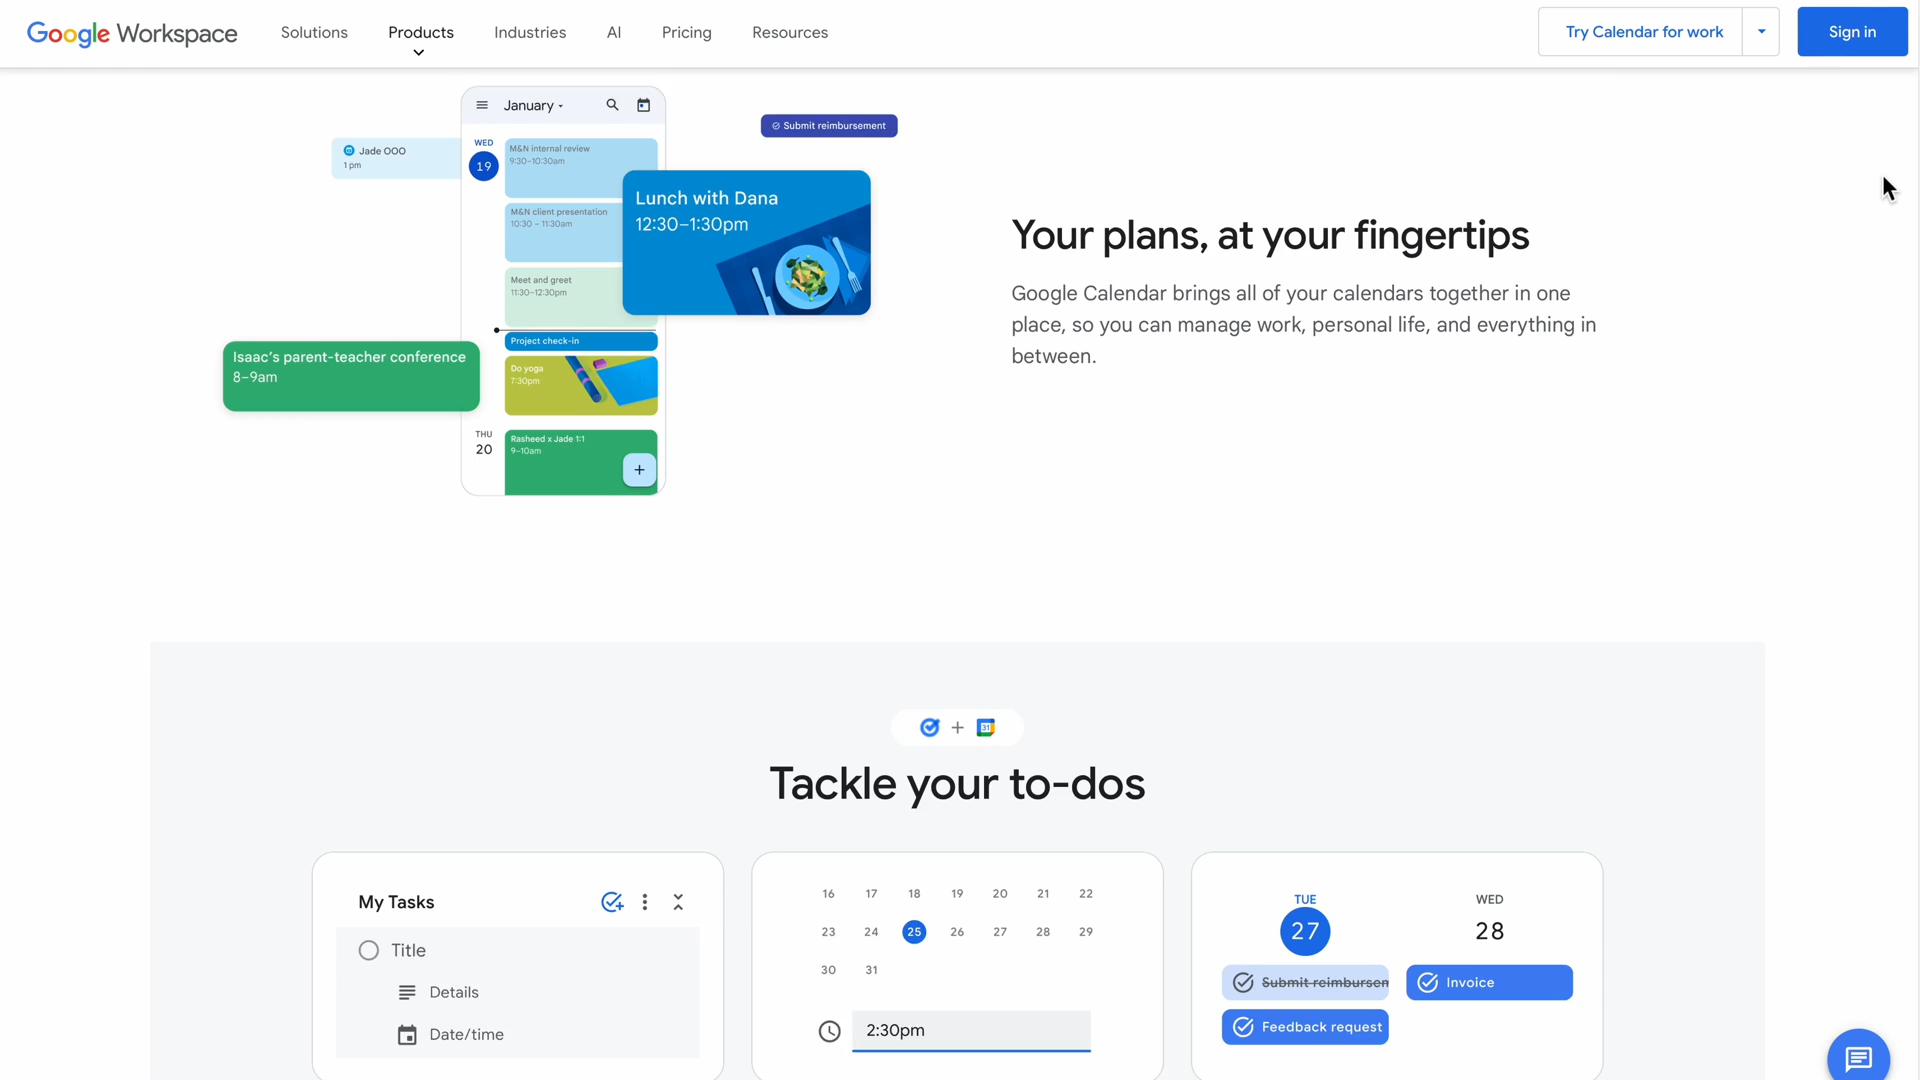 Google Workspace
Solutions
Products
Industries
AI
Pricing
Resources
Try Calendar for work
Sign in
January
Submit reimbursement
Jade OOO
1 pm
WED
19
M&N internal review
9:30–10:30am
M&N client presentation
10:30 – 11:30am
Lunch with Dana
12:30–1:30pm
Meet and greet
11:30–12:30pm
Project check-in
Isaac's parent-teacher conference
8–9am
Do yoga
7:30pm
THU
20
Rasheed x Jade 1:1
9–10am
+
Your plans, at your fingertips
Google Calendar brings all of your calendars together in one
place, so you can manage work, personal life, and everything in
between.
+
31
Tackle your to-dos
My Tasks
Title
Details
Date/time
16 17 18 19 20 21 22
23 24 25 26 27 28 29
30 31
2:30pm
TUE
27
WED
28
Submit reimbursem
Invoice
Feedback request